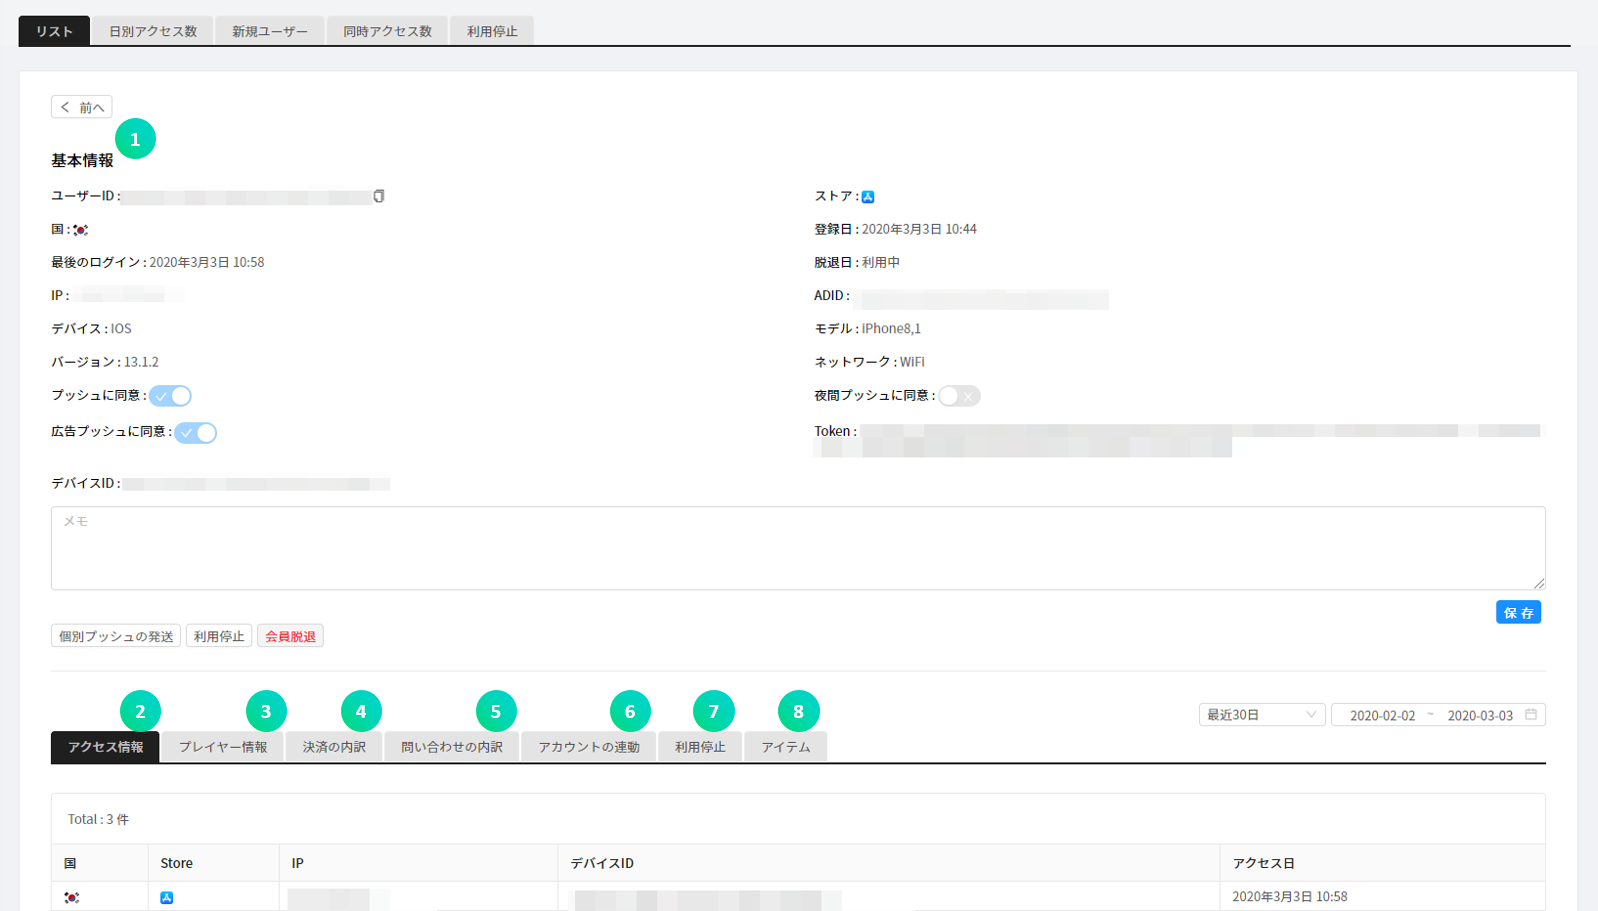 リスト 日別アクセス数 新規ユーザー 同時アクセス数 利用停止
前へ
1
基本情報
ユーザーID : ストア :
国 : 登録日 : 2020年3月3日 10:44
最後のログイン : 2020年3月3日 10:58 脱退日 : 利用中
IP : ADID :
デバイス : IOS モデル : iPhone8,1
バージョン : 13.1.2 ネットワーク : WiFI
プッシュに同意 : 夜間プッシュに同意 :
広告プッシュに同意 : Token :
デバイスID :
メモ
保存
個別プッシュの発送 利用停止 会員脱退
2 3 4 5 6 7 8
最近30日 2020-02-02 ~ 2020-03-03
アクセス情報 プレイヤー情報 決済の内訳 問い合わせの内訳 アカウントの連動 利用停止 アイテム
Total : 3 件
国 Store IP デバイスID アクセス日
2020年3月3日 10:58